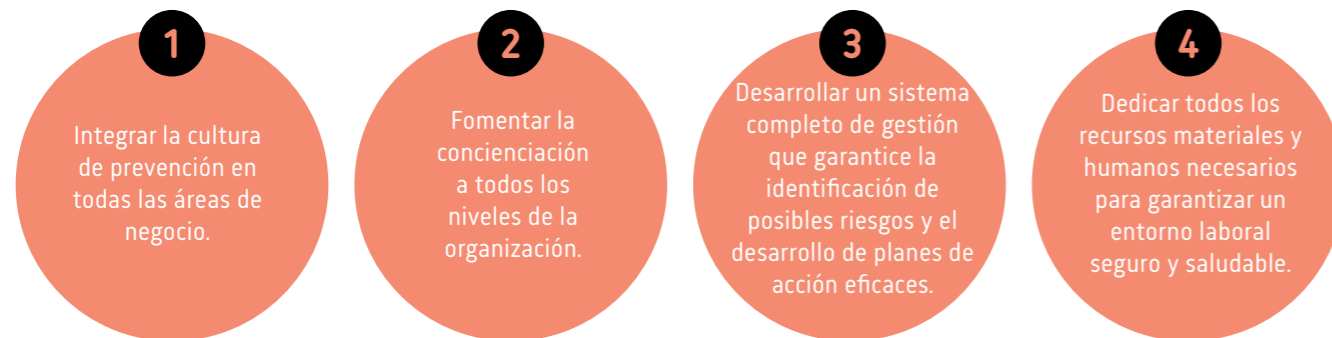 1
Integrar la cultura
de prevención en
todas las áreas de
negocio.
2
Fomentar la
concienciación
a todos los
niveles de la
organización.
3
Desarrollar un sistema
completo de gestión
que garantice la
identificación de
posibles riesgos y el
desarrollo de planes de
acción eficaces.
4
Dedicar todos los
recursos materiales y
humanos necesarios
para garantizar un
entorno laboral
seguro y saludable.